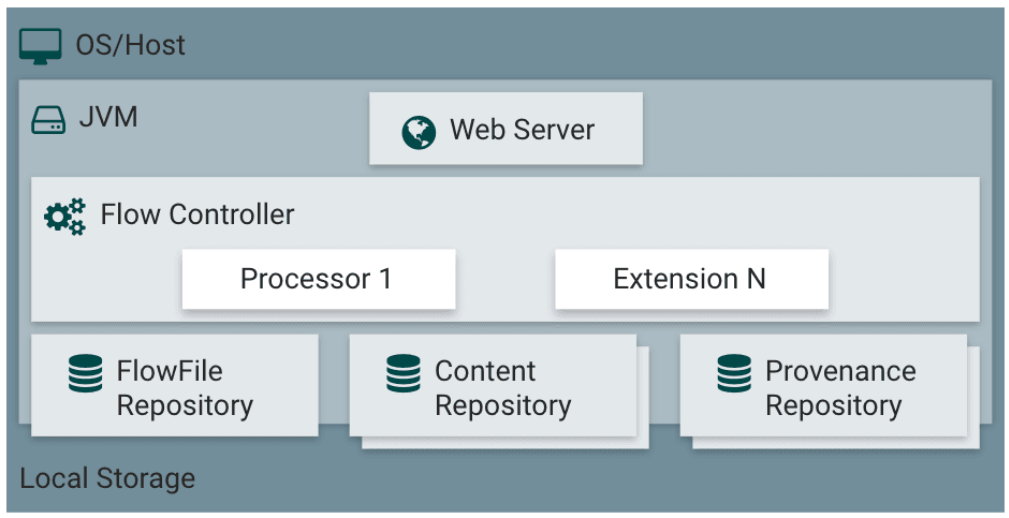 OS/Host
JVM
Web Server
Flow Controller
Processor 1
Extension N
FlowFile
Repository
Content
Repository
Provenance
Repository
Local Storage